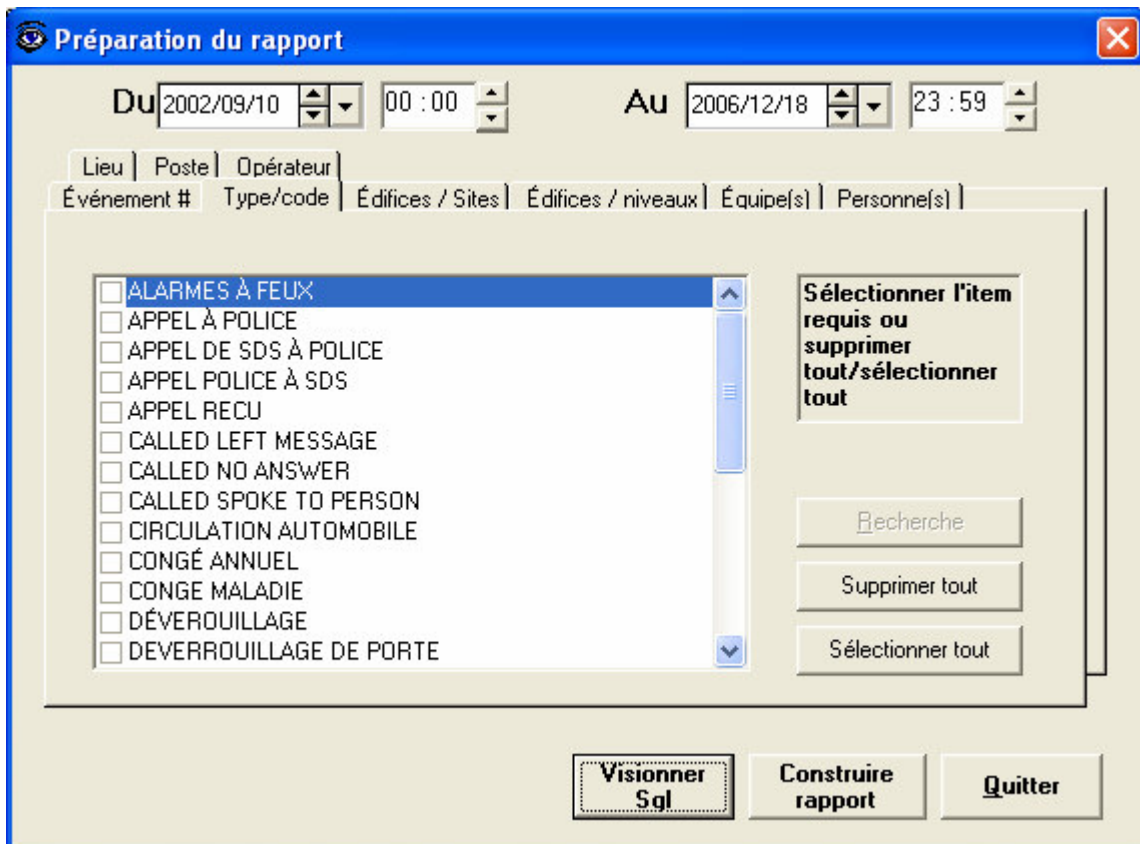 Préparation du rapport
Du 2002/09/10 00 :00 Au 2006/12/18 23 :59
Lieu Poste Opérateur
Événement # Type/code Édifices / Sites Édifices / niveaux Équipe(s) Personne(s)
ALARMES À FEUX
APPEL À POLICE
APPEL DE SDS À POLICE
APPEL POLICE À SDS
APPEL RECU
CALLED LEFT MESSAGE
CALLED NO ANSWER
CALLED SPOKE TO PERSON
CIRCULATION AUTOMOBILE
CONGÉ ANNUEL
CONGE MALADIE
DÉVEROUILLAGE
DEVERROUILLAGE DE PORTE
Sélectionner l'item
requis ou
supprimer
tout/sélectionner
tout
Recherche
Supprimer tout
Sélectionner tout
Visionner
Sql
Construire
rapport
Quitter